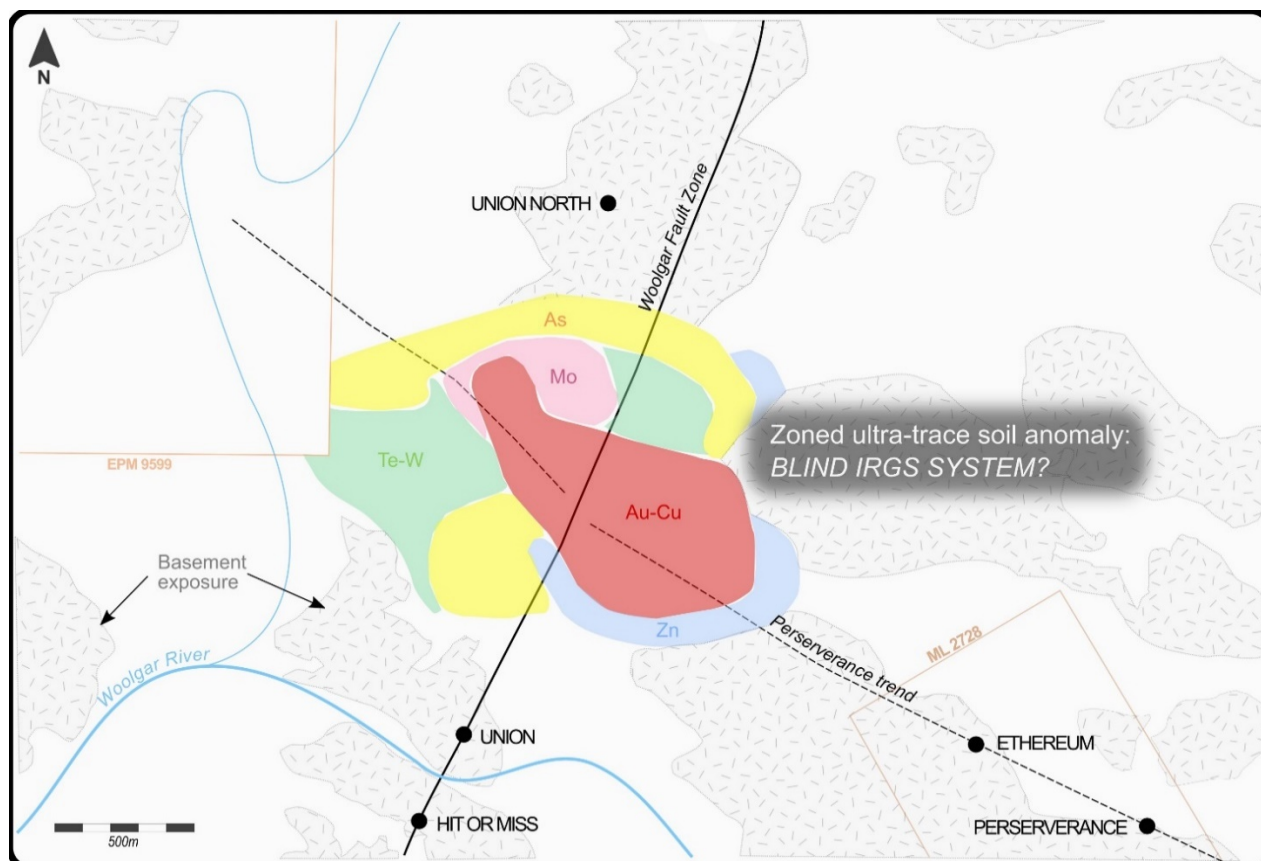 N
UNION NORTH
Woolgar Fault Zone
As
Mo
Zoned ultra-trace soil anomaly:
BLIND IRGS SYSTEM?
EPM 9599
Te-W
Au-Cu
Basement
exposure
Zn
Perserverance trend
ML 2728
Woolgar River
UNION
ETHEREUM
HIT OR MISS
PERSERVERANCE
500m